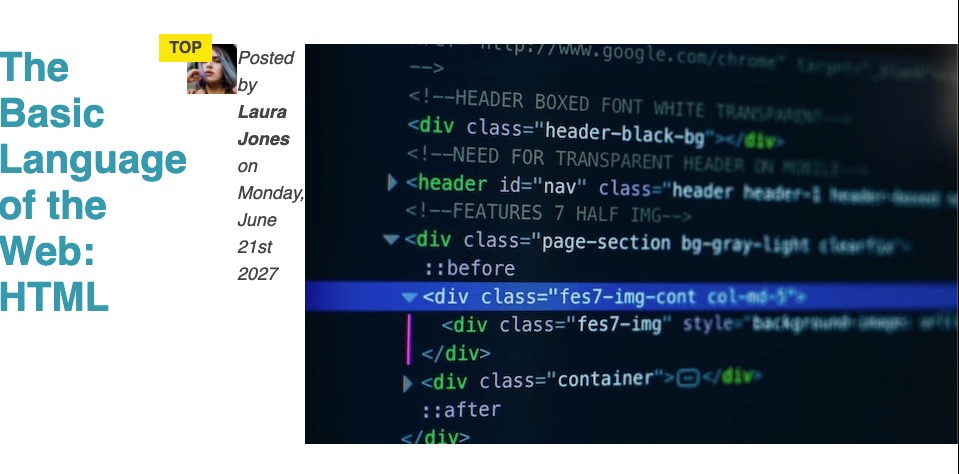 The
Basic
Language
of the
Web:
HTML
TOP
Posted
by
Laura
Jones
on
Monday,
June
21st
2027
http://www.google.com/chrome"
-->
<!--HEADER BOXED FONT WHITE TRANSPARENT-->
<div class="header-black-bg"></div>
<!--NEED FOR TRANSPARENT HEADER ON MOBILE-->
<header id="nav" class="header header-1 header-boxed
<!--FEATURES 7 HALF IMG-->
<div class="page-section bg-gray-light clearfix">
::before
<div class="fes7-img-cont col-md-5">
<div class="fes7-img" style="background-image:
</div>
<div class="container"></div>
::after
</div>